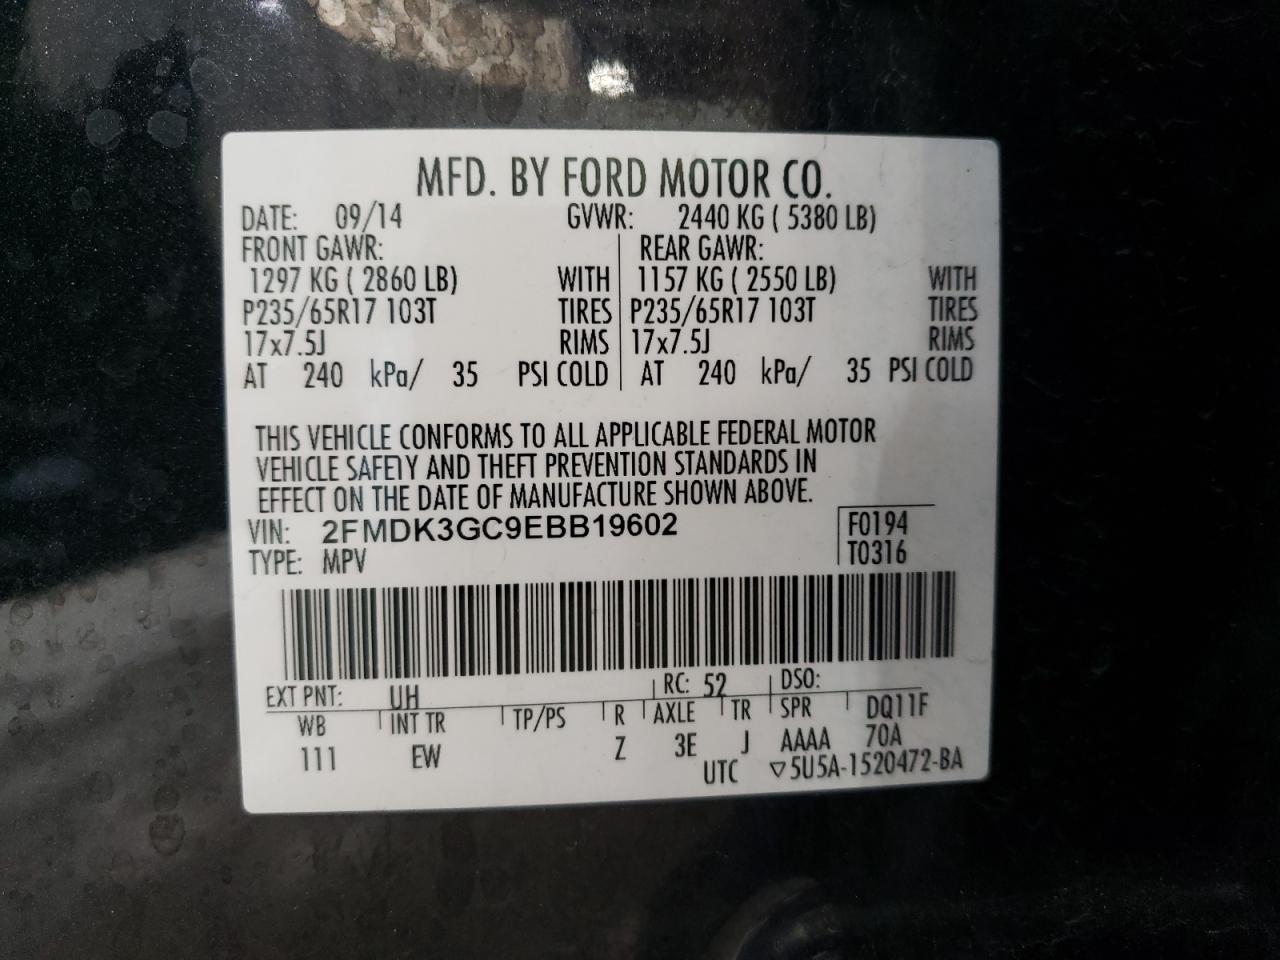 MFD. BY FORD MOTOR CO.
DATE: 09/14 GVWR: 2440 KG ( 5380 LB)
FRONT GAWR: REAR GAWR:
1297 KG ( 2860 LB) WITH 1157 KG ( 2550 LB) WITH
P235/65R17 103T TIRES P235/65R17 103T TIRES
17x7.5J RIMS 17x7.5J RIMS
AT 240 kPa/ 35 PSI COLD AT 240 kPa/ 35 PSI COLD
THIS VEHICLE CONFORMS TO ALL APPLICABLE FEDERAL MOTOR
VEHICLE SAFETY AND THEFT PREVENTION STANDARDS IN
EFFECT ON THE DATE OF MANUFACTURE SHOWN ABOVE.
VIN: 2FMDK3GC9EBB19602 F0194
TYPE: MPV T0316
EXT PNT: UH RC: 52 DSO:
WB INT TR TP/PS R AXLE TR SPR DQ11F
111 EW Z 3E J AAAA 70A
UTC ▽5U5A-1520472-BA